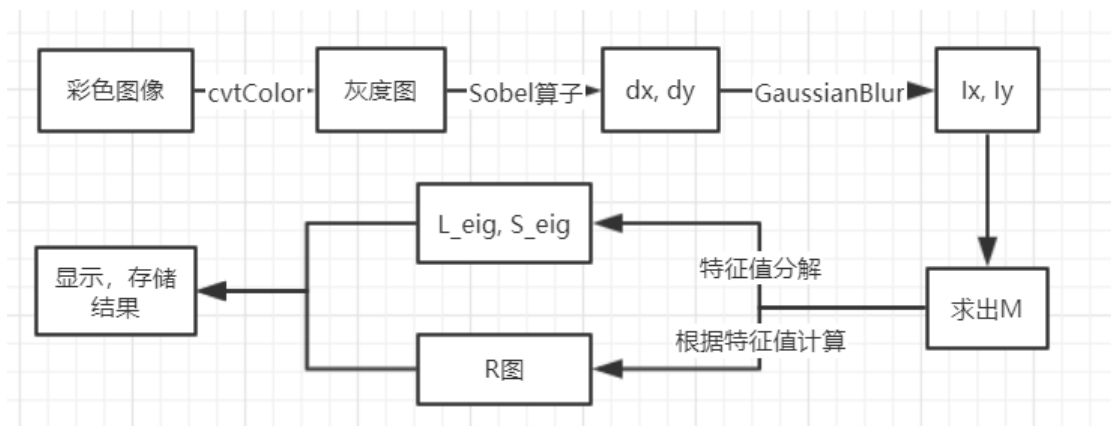 彩色图像
cvtColor
灰度图
Sobel算子
dx, dy
GaussianBlur
Ix, Iy
L_eig, S_eig
特征值分解
显示，存储
结果
求出M
根据特征值计算
R图